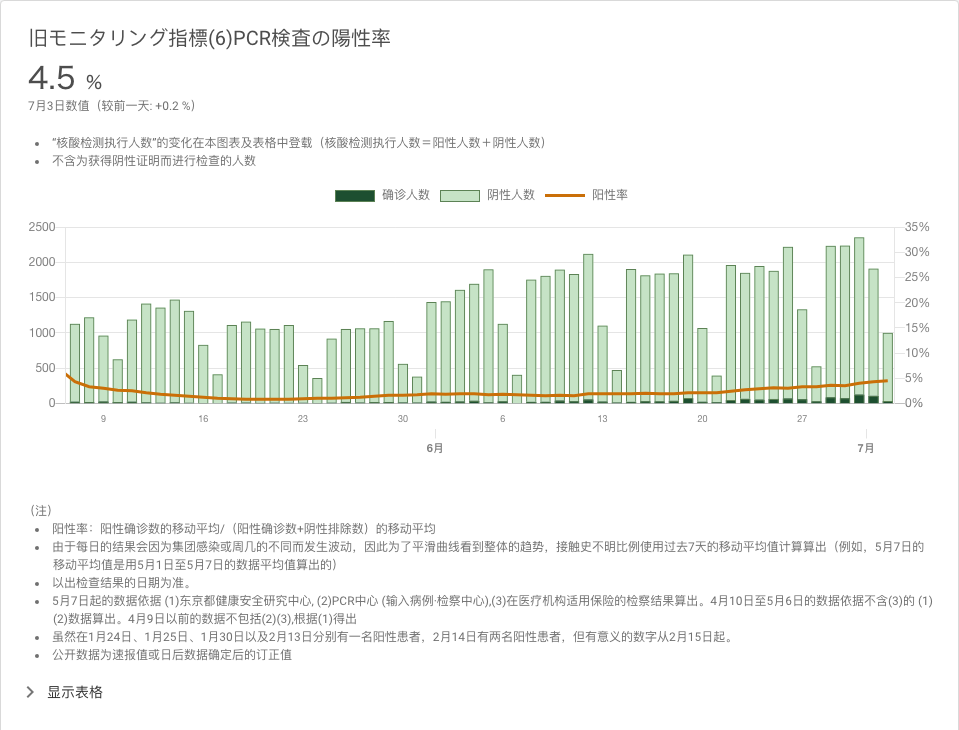 旧モニタリング指標(6)PCR検査の陽性率
4.5 %
7月3日数值（较前一天: +0.2 %）
“核酸检测执行人数”的变化在本图表及表格中登载（核酸检测执行人数＝阳性人数＋阴性人数）
不含为获得阴性证明而进行检查的人数
确诊人数 阴性人数 阳性率
2500 35%
30%
2000
25%
1500 20%
1000 15%
10%
500
5%
0 0%
9 16 23 30 6 13 20 27
6月 7月
（注）
阳性率：阳性确诊数的移动平均/（阳性确诊数+阴性排除数）的移动平均
由于每日的结果会因为集团感染或周几的不同而发生波动，因此为了平滑曲线看到整体的趋势，接触史不明比例使用过去7天的移动平均值计算算出（例如，5月7日的
移动平均值是用5月1日至5月7日的数据平均值算出的）
以出检查结果的日期为准。
5月7日起的数据依据 (1)东京都健康安全研究中心, (2)PCR中心 (输入病例·检察中心),(3)在医疗机构适用保险的检察结果算出。4月10日至5月6日的数据依据不含(3)的 (1)
(2)数据算出。4月9日以前的数据不包括(2)(3),根据(1)得出
虽然在1月24日、1月25日、1月30日以及2月13日分别有一名阳性患者，2月14日有两名阳性患者，但有意义的数字从2月15日起。
公开数据为速报值或日后数据确定后的订正值
显示表格